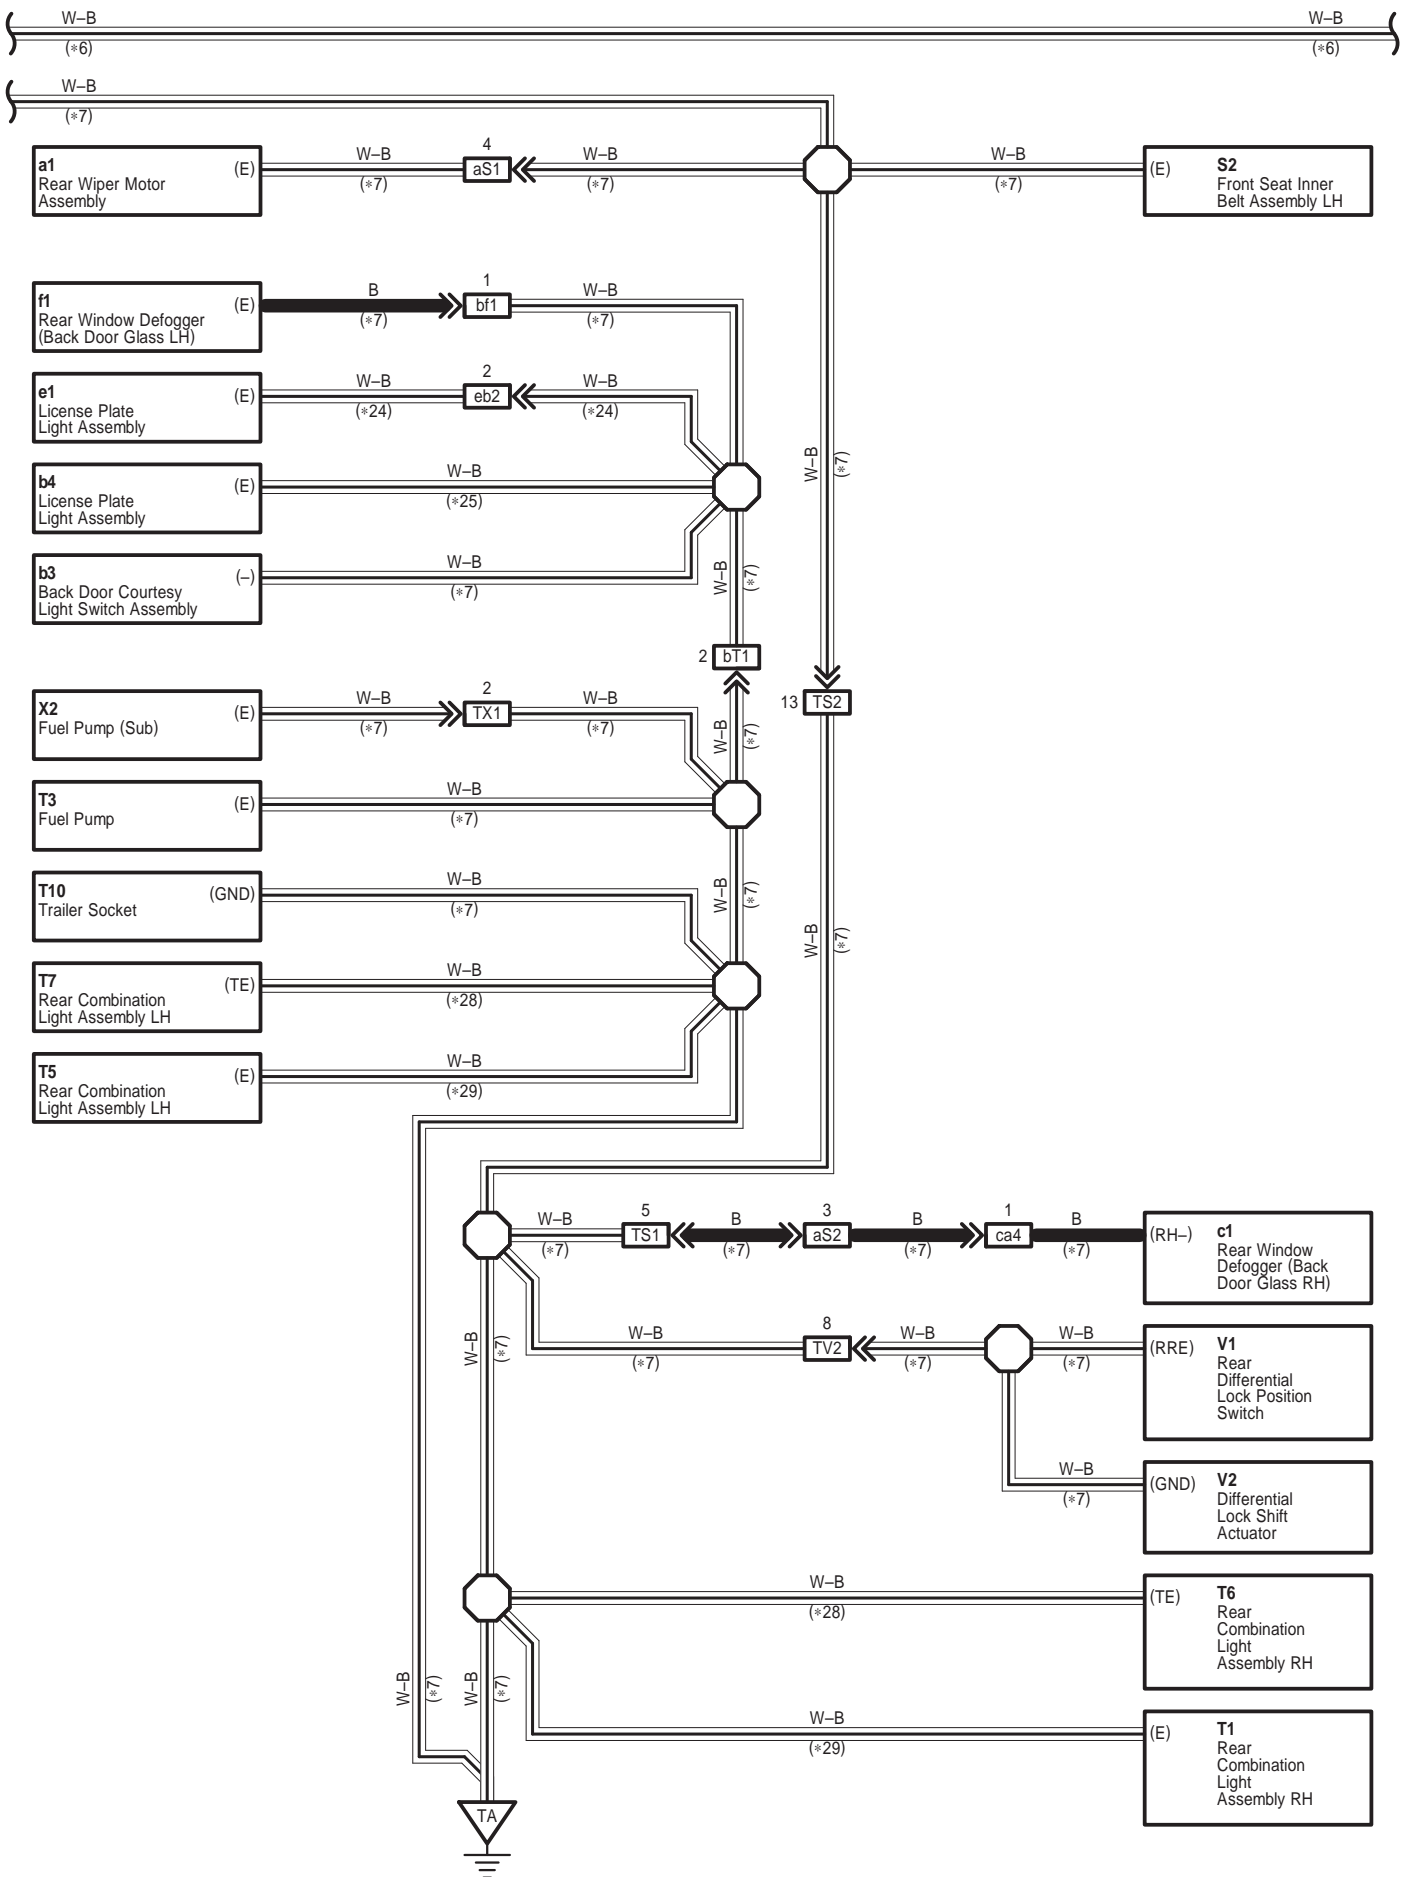 W–B W–B
(*6) (*6)
W–B
(*7)
a1
Rear Wiper Motor
Assembly
(E)
W–B
(*7)
4
aS1
W–B
(*7)
W–B
(*7)
(E)
S2
Front Seat Inner
Belt Assembly LH
f1
Rear Window Defogger
(Back Door Glass LH)
(E)
B
(*7)
1
bf1
W–B
(*7)
e1
License Plate
Light Assembly
(E)
W–B
(*24)
2
eb2
W–B
(*24)
b4
License Plate
Light Assembly
(E)
W–B
(*25)
W–B
(*7)
b3
Back Door Courtesy
Light Switch Assembly
(–)
W–B
(*7)
W–B
(*7)
2
bT1
X2
Fuel Pump (Sub)
(E)
W–B
(*7)
2
TX1
W–B
(*7)
W–B
(*7)
13
TS2
T3
Fuel Pump
(E)
W–B
(*7)
T10
Trailer Socket
(GND)
W–B
(*7)
W–B
(*7)
W–B
(*7)
T7
Rear Combination
Light Assembly LH
(TE)
W–B
(*28)
T5
Rear Combination
Light Assembly LH
(E)
W–B
(*29)
W–B
(*7)
5
TS1
B
(*7)
3
aS2
B
(*7)
1
ca4
B
(*7)
(RH–)
c1
Rear Window
Defogger (Back
Door Glass RH)
W–B
(*7)
W–B
(*7)
8
TV2
W–B
(*7)
W–B
(*7)
(RRE)
V1
Rear
Differential
Lock Position
Switch
W–B
(*7)
(GND)
V2
Differential
Lock Shift
Actuator
W–B
(*28)
(TE)
T6
Rear
Combination
Light
Assembly RH
W–B
(*7)
W–B
(*7)
W–B
(*29)
(E)
T1
Rear
Combination
Light
Assembly RH
TA